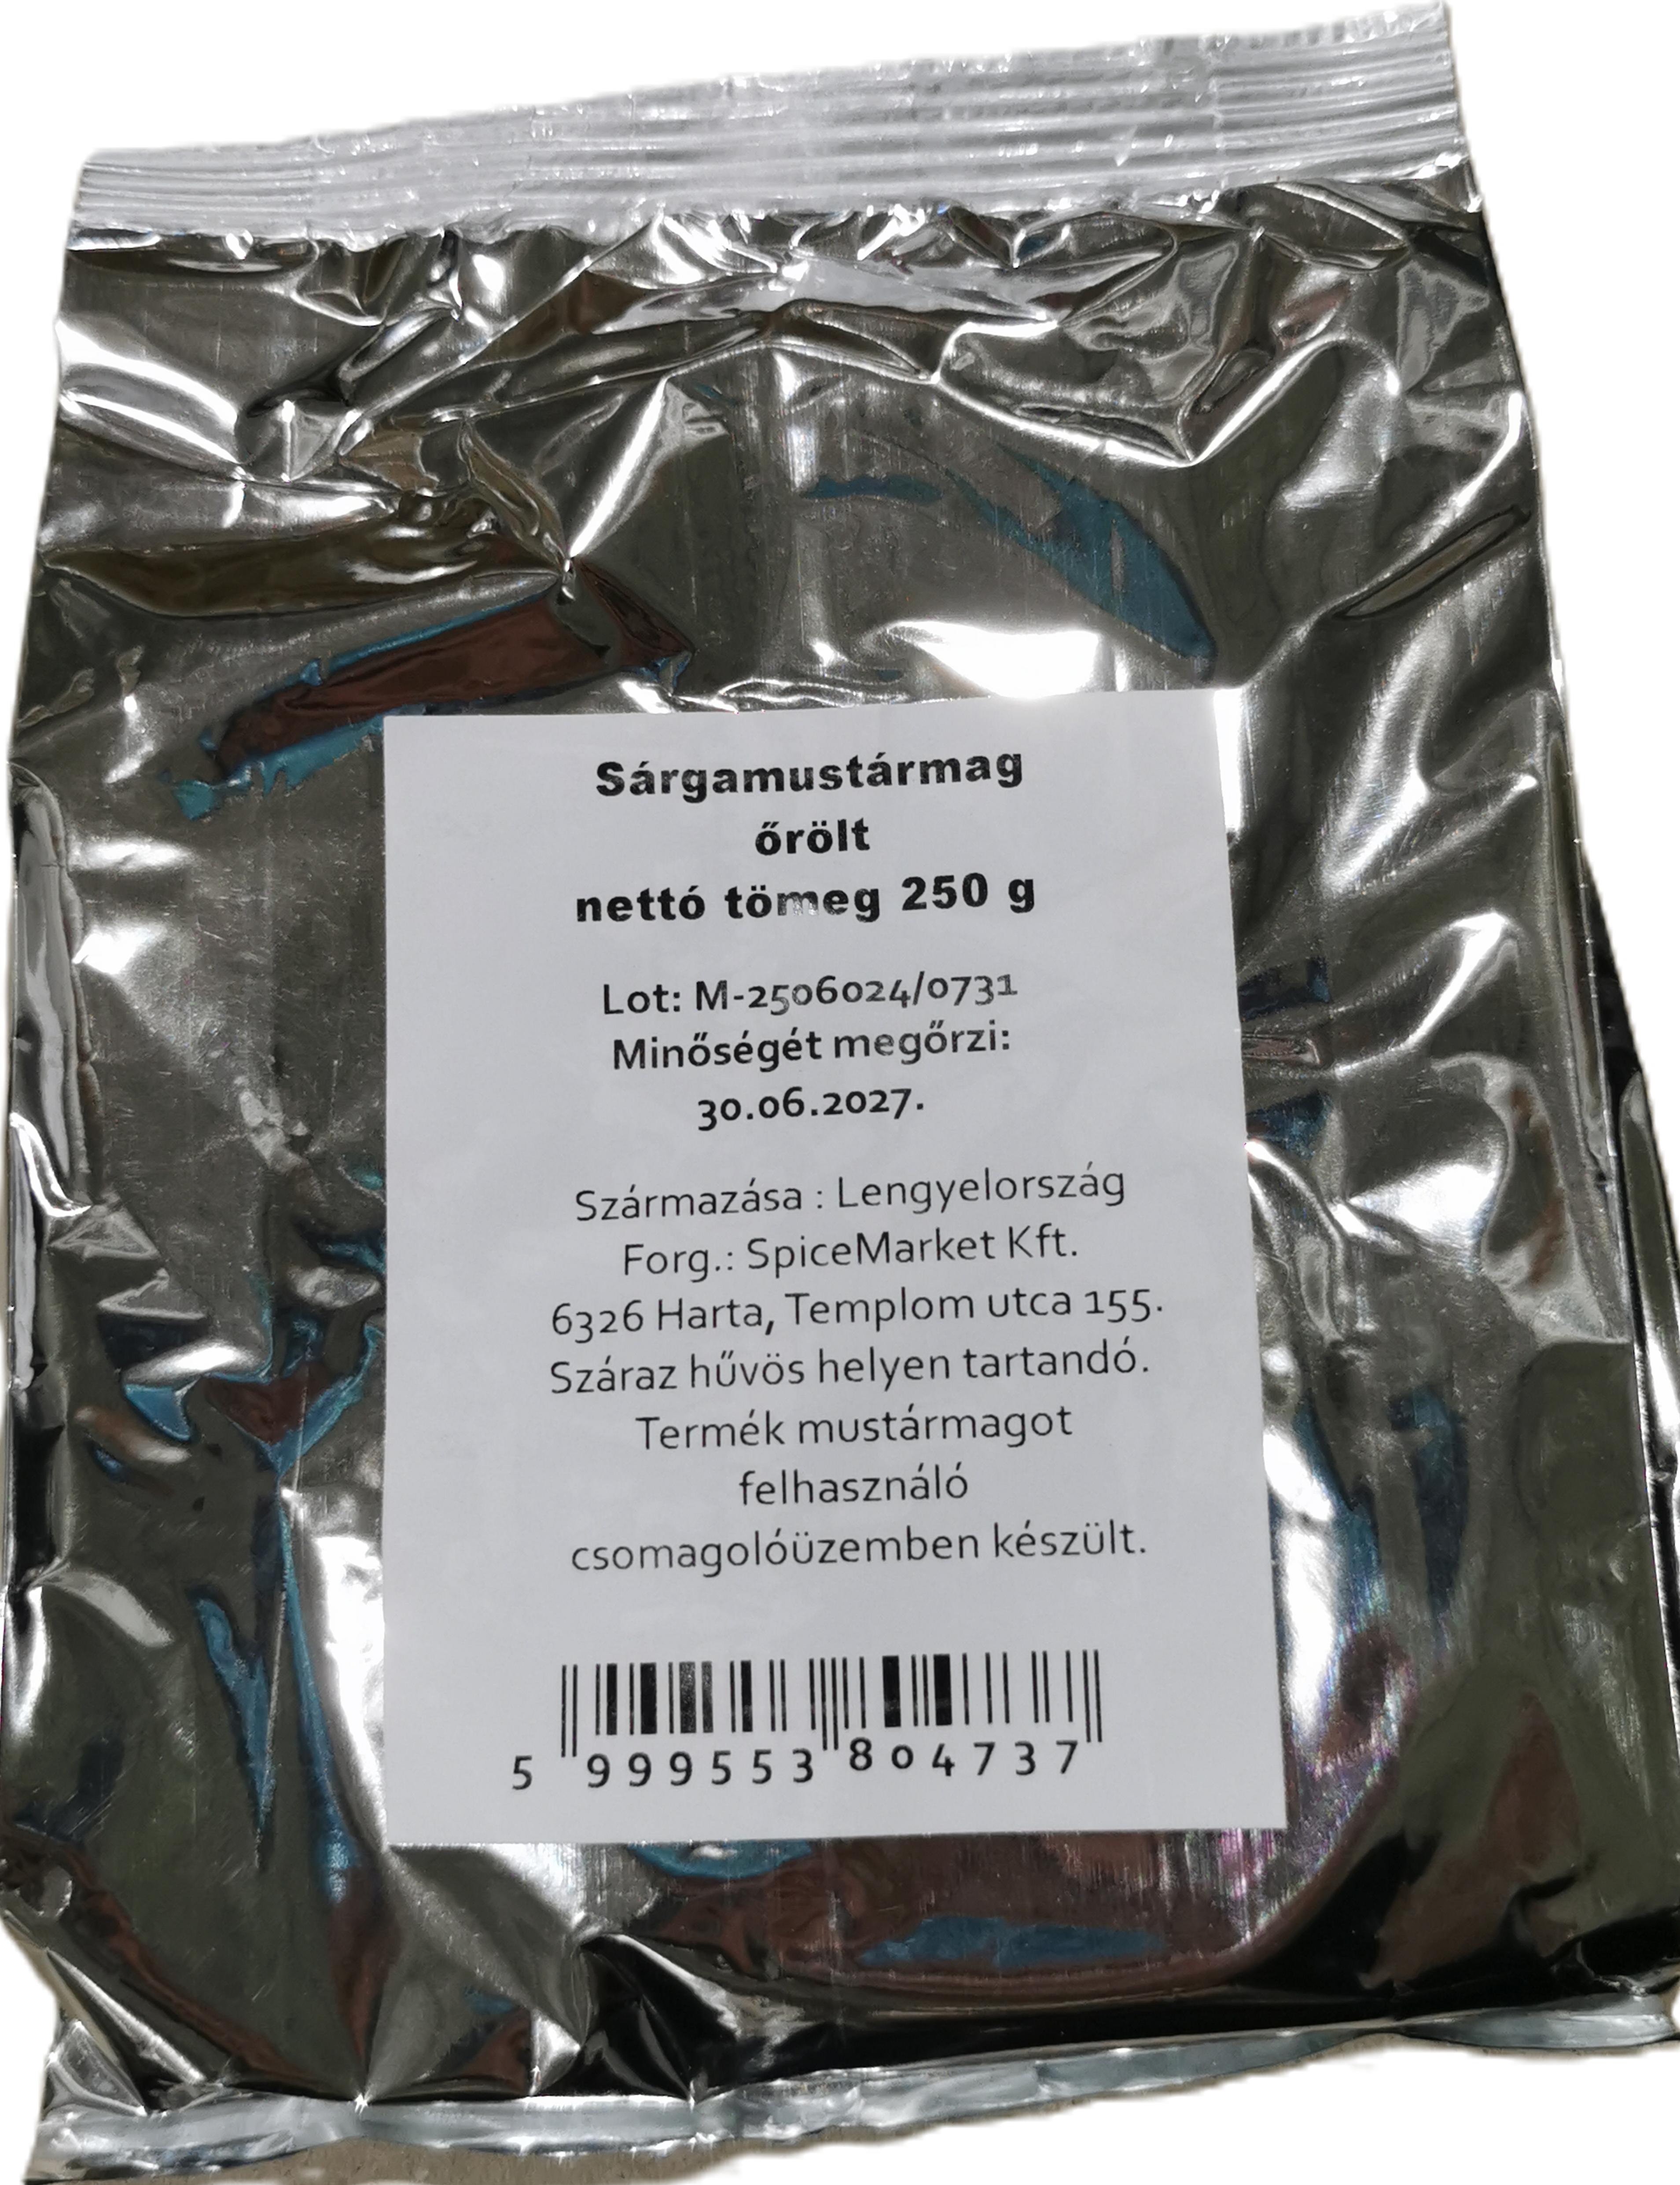 Sárgamustármag
őrölt
nettó tömeg 250 g
Lot: M-2506024/0731
Minőségét megőrzi:
30.06.2027.
Származása : Lengyelország
Forg.: SpiceMarket Kft.
6326 Harta, Templom utca 155.
Száraz hűvös helyen tartandó.
Termék mustármagot
felhasználó
csomagolóüzemben készült.
5 999553 804737